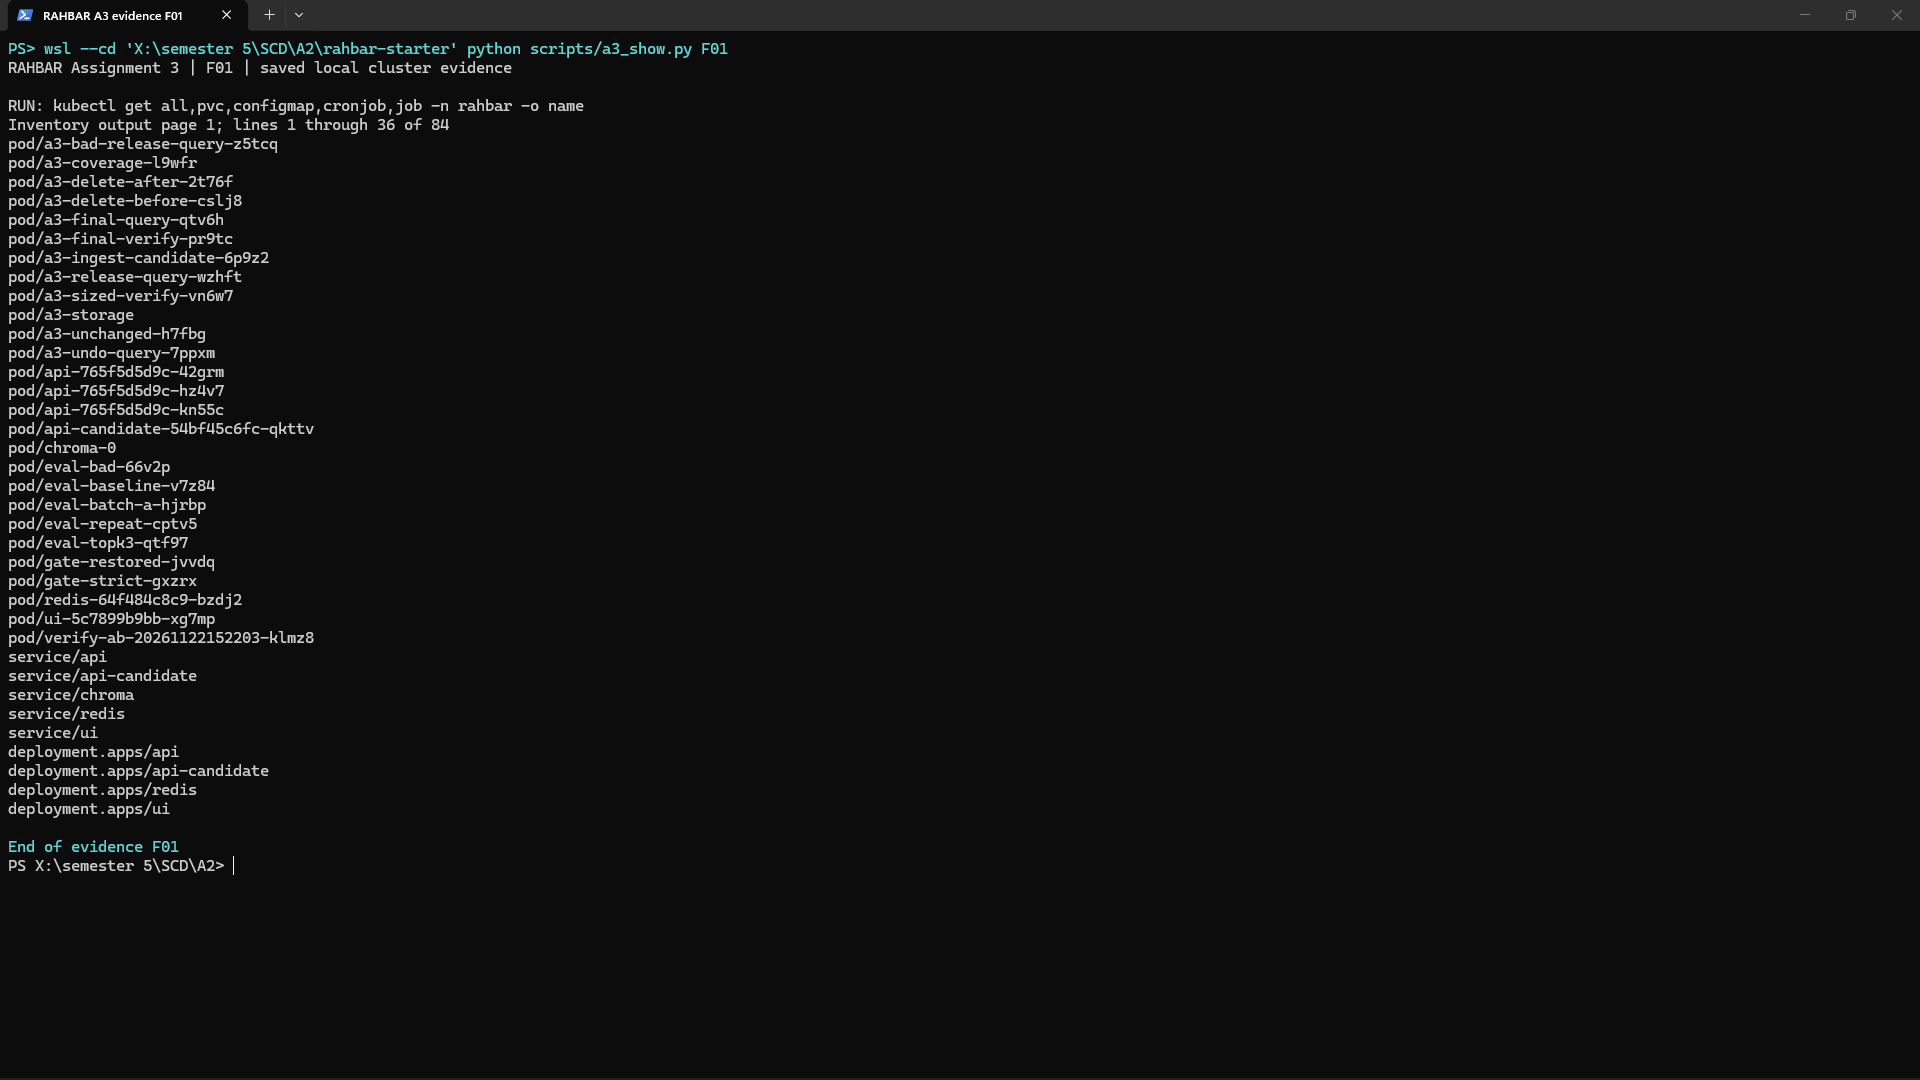 RAHBAR A3 evidence F01
PS> wsl --cd 'X:\semester 5\SCD\A2\rahbar-starter' python scripts/a3_show.py F01
RAHBAR Assignment 3 | F01 | saved local cluster evidence
RUN: kubectl get all,pvc,configmap,cronjob,job -n rahbar -o name
Inventory output page 1; lines 1 through 36 of 84
pod/a3-bad-release-query-z5tcq
pod/a3-coverage-l9wfr
pod/a3-delete-after-2t76f
pod/a3-delete-before-cslj8
pod/a3-final-query-qtv6h
pod/a3-final-verify-pr9tc
pod/a3-ingest-candidate-6p9z2
pod/a3-release-query-wzhft
pod/a3-sized-verify-vn6w7
pod/a3-storage
pod/a3-unchanged-h7fbg
pod/a3-undo-query-7ppxm
pod/api-765f5d5d9c-42grm
pod/api-765f5d5d9c-hz4v7
pod/api-765f5d5d9c-kn55c
pod/api-candidate-54bf45c6fc-qkttv
pod/chroma-0
pod/eval-bad-66v2p
pod/eval-baseline-v7z84
pod/eval-batch-a-hjrbp
pod/eval-repeat-cptv5
pod/eval-topk3-qtf97
pod/gate-restored-jvvdq
pod/gate-strict-gxzrx
pod/redis-64f484c8c9-bzdj2
pod/ui-5c7899b9bb-xg7mp
pod/verify-ab-20261122152203-klmz8
service/api
service/api-candidate
service/chroma
service/redis
service/ui
deployment.apps/api
deployment.apps/api-candidate
deployment.apps/redis
deployment.apps/ui
End of evidence F01
PS X:\semester 5\SCD\A2>